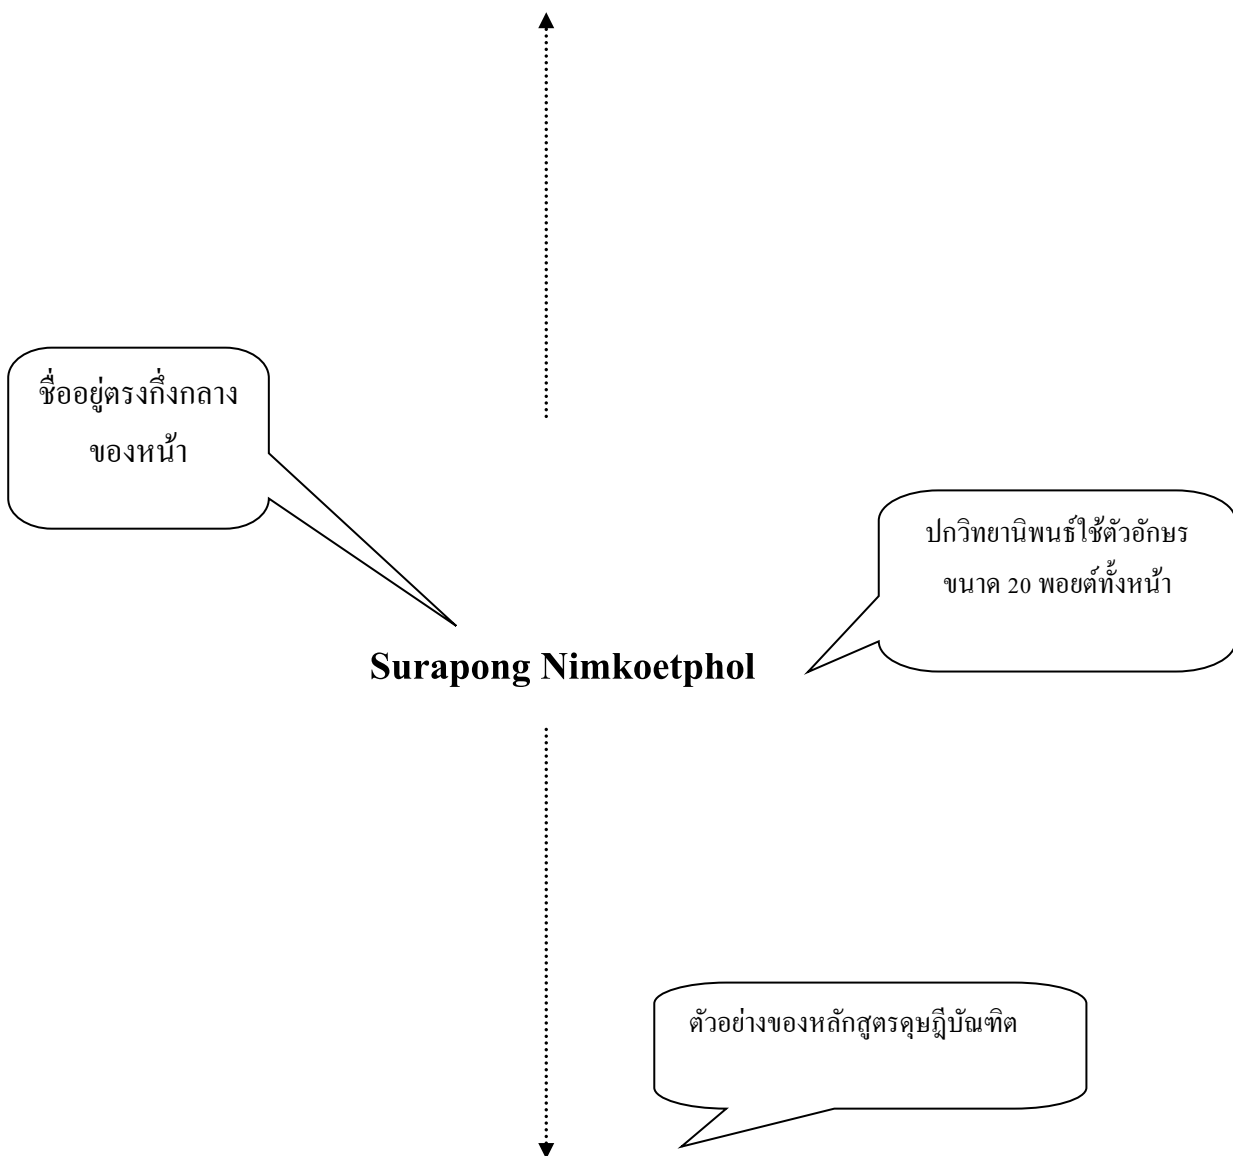 ชื่ออยู่ตรงกึ่งกลาง
ของหน้า
ปกวิทยานิพนธ์ใช้ตัวอักษร
ขนาด 20 พอยต์ทั้งหน้า
Surapong Nimkoetphol
ตัวอย่างของหลักสูตรดุษฎีบัณฑิต